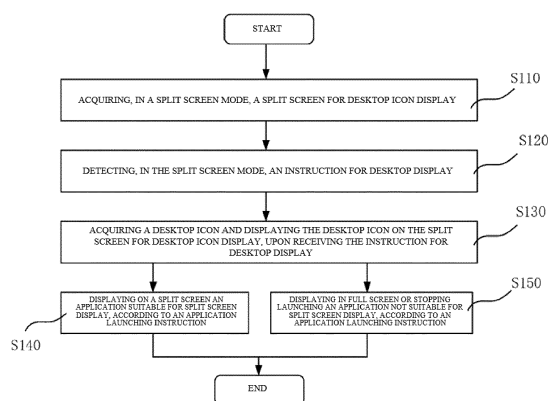 START
ACQUIRING, IN A SPLIT SCREEN MODE, A SPLIT SCREEN FOR DESKTOP ICON DISPLAY
S110
DETECTING, IN THE SPLIT SCREEN MODE, AN INSTRUCTION FOR DESKTOP DISPLAY
S120
ACQUIRING A DESKTOP ICON AND DISPLAYING THE DESKTOP ICON ON THE SPLIT
SCREEN FOR DESKTOP ICON DISPLAY, UPON RECEIVING THE INSTRUCTION FOR
DESKTOP DISPLAY
S130
DISPLAYING ON A SPLIT SCREEN AN
APPLICATION SUITABLE FOR SPLIT SCREEN
DISPLAY, ACCORDING TO AN APPLICATION
LAUNCHING INSTRUCTION
S140
DISPLAYING IN FULL SCREEN OR STOPPING
LAUNCHING AN APPLICATION NOT SUITABLE FOR
SPLIT SCREEN DISPLAY, ACCORDING TO AN
APPLICATION LAUNCHING INSTRUCTION
S150
END